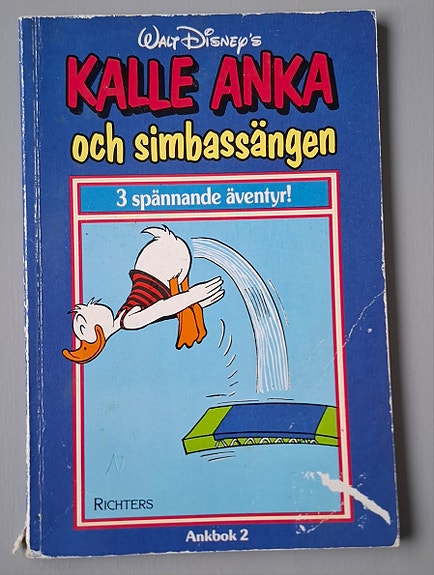 Walt Disney's
KALLE ANKA
och simbassängen
3 spännande äventyr!
RICHTERS
Ankbok 2